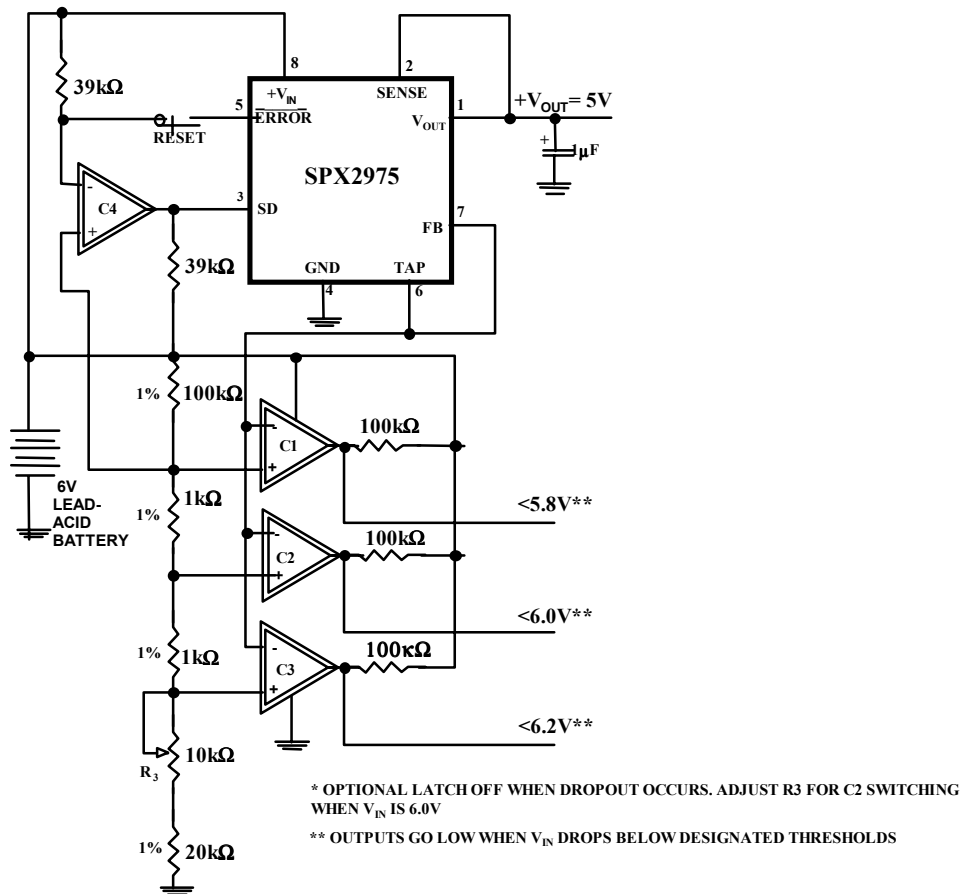 8
2
39kΩ
+VIN
SENSE
5
1
+VOUT= 5V
ERROR
VOUT
RESET
+
1µF
SPX2975
-
C4
+
3
SD
7
FB
39kΩ
GND
TAP
4
6
1%
100kΩ
-
C1
+
100kΩ
6V
LEAD-
ACID
BATTERY
1%
1kΩ
<5.8V**
-
C2
+
100kΩ
<6.0V**
1%
1kΩ
-
C3
+
100κΩ
<6.2V**
R3
10kΩ
* OPTIONAL LATCH OFF WHEN DROPOUT OCCURS. ADJUST R3 FOR C2 SWITCHING
WHEN VIN IS 6.0V
** OUTPUTS GO LOW WHEN VIN DROPS BELOW DESIGNATED THRESHOLDS
1%
20kΩ